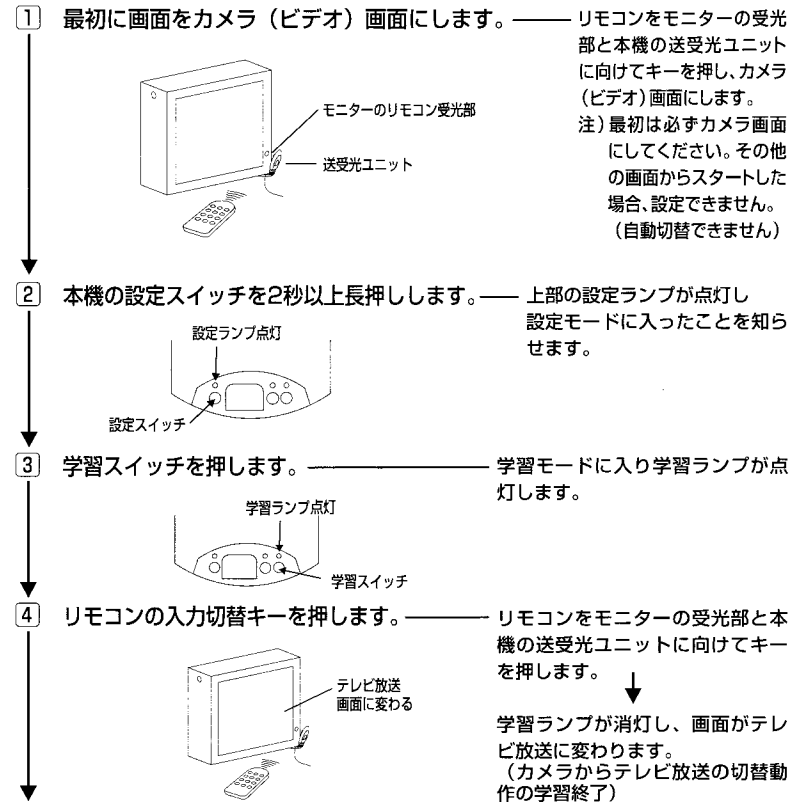 1 最初に画面をカメラ（ビデオ）画面にします。
リモコンをモニターの受光
部と本機の送受光ユニット
に向けてキーを押し、カメラ
（ビデオ）画面にします。
注）最初は必ずカメラ画面
にしてください。その他
の画面からスタートした
場合、設定できません。
（自動切替できません）
モニターのリモコン受光部
送受光ユニット
2 本機の設定スイッチを2秒以上長押しします。
上部の設定ランプが点灯し
設定モードに入ったことを知ら
せます。
設定ランプ点灯
設定スイッチ
3 学習スイッチを押します。
学習モードに入り学習ランプが点
灯します。
学習ランプ点灯
学習スイッチ
4 リモコンの入力切替キーを押します。
リモコンをモニターの受光部と本
機の送受光ユニットに向けてキー
を押します。
テレビ放送
画面に変わる
学習ランプが消灯し、画面がテレ
ビ放送に変わります。
（カメラからテレビ放送の切替動
作の学習終了）